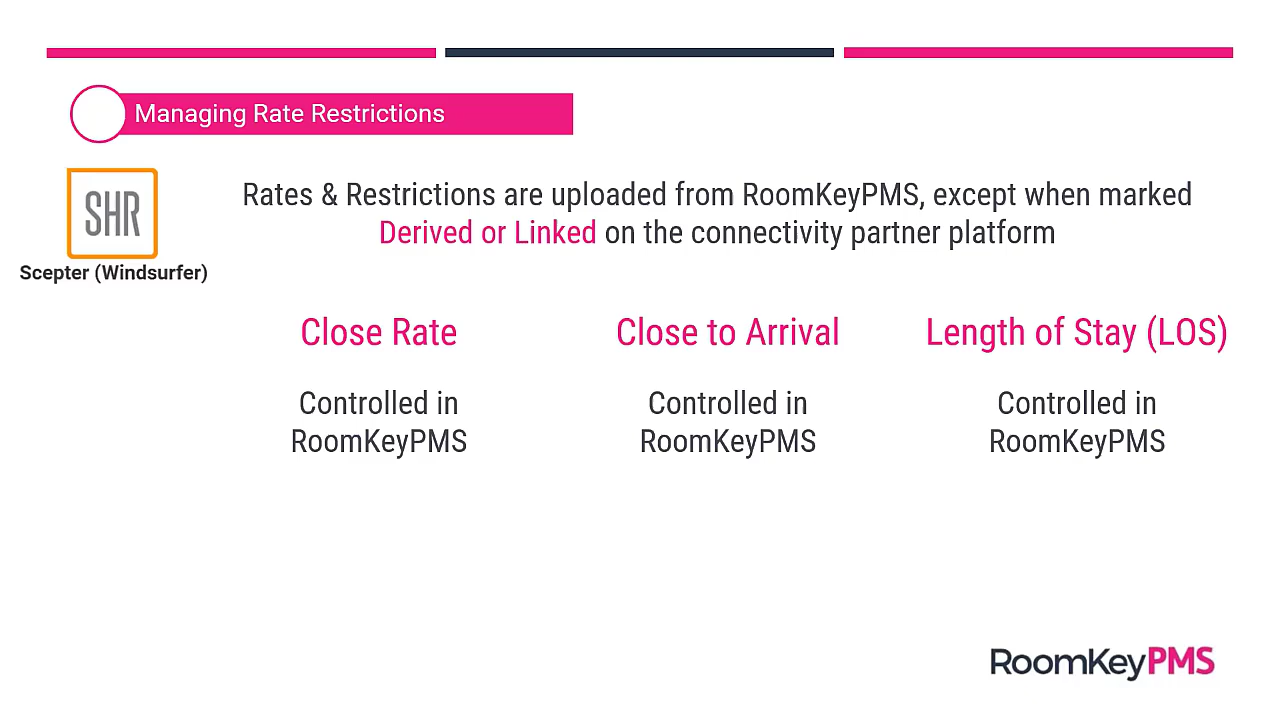 Managing Rate Restrictions
SHR
Scepter (Windsurfer)
Rates & Restrictions are uploaded from RoomKeyPMS, except when marked
Derived or Linked on the connectivity partner platform
Close Rate
Controlled in
RoomKeyPMS
Close to Arrival
Controlled in
RoomKeyPMS
Length of Stay (LOS)
Controlled in
RoomKeyPMS
RoomKeyPMS